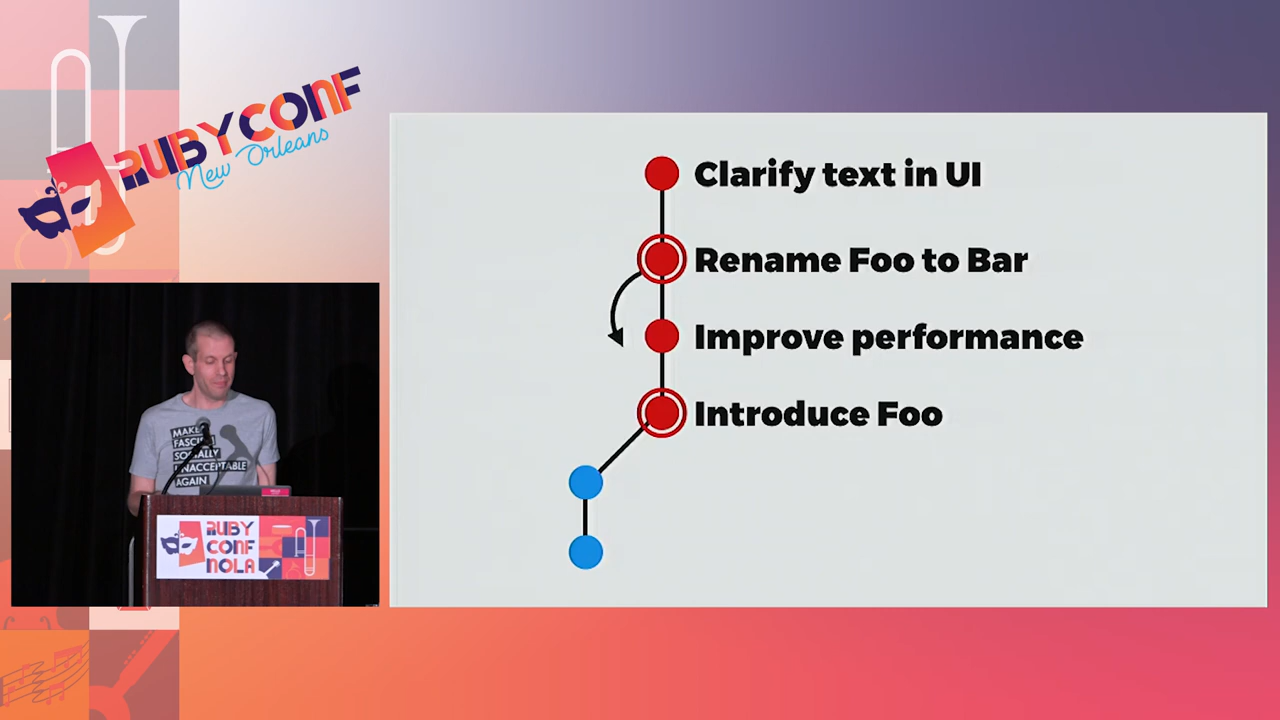 RUBYCONF
New Orleans
Clarify text in UI
Rename Foo to Bar
Improve performance
Introduce Foo
MAKE
FASCISM
SOCIALLY
UNACCEPTABLE
AGAIN
RUBY
CONF
NOLA